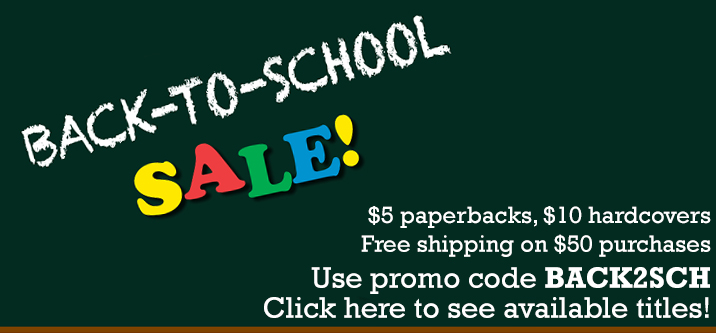 BACK-TO-SCHOOL
SALE!
$5 paperbacks, $10 hardcovers
Free shipping on $50 purchases
Use promo code BACK2SCH
Click here to see available titles!